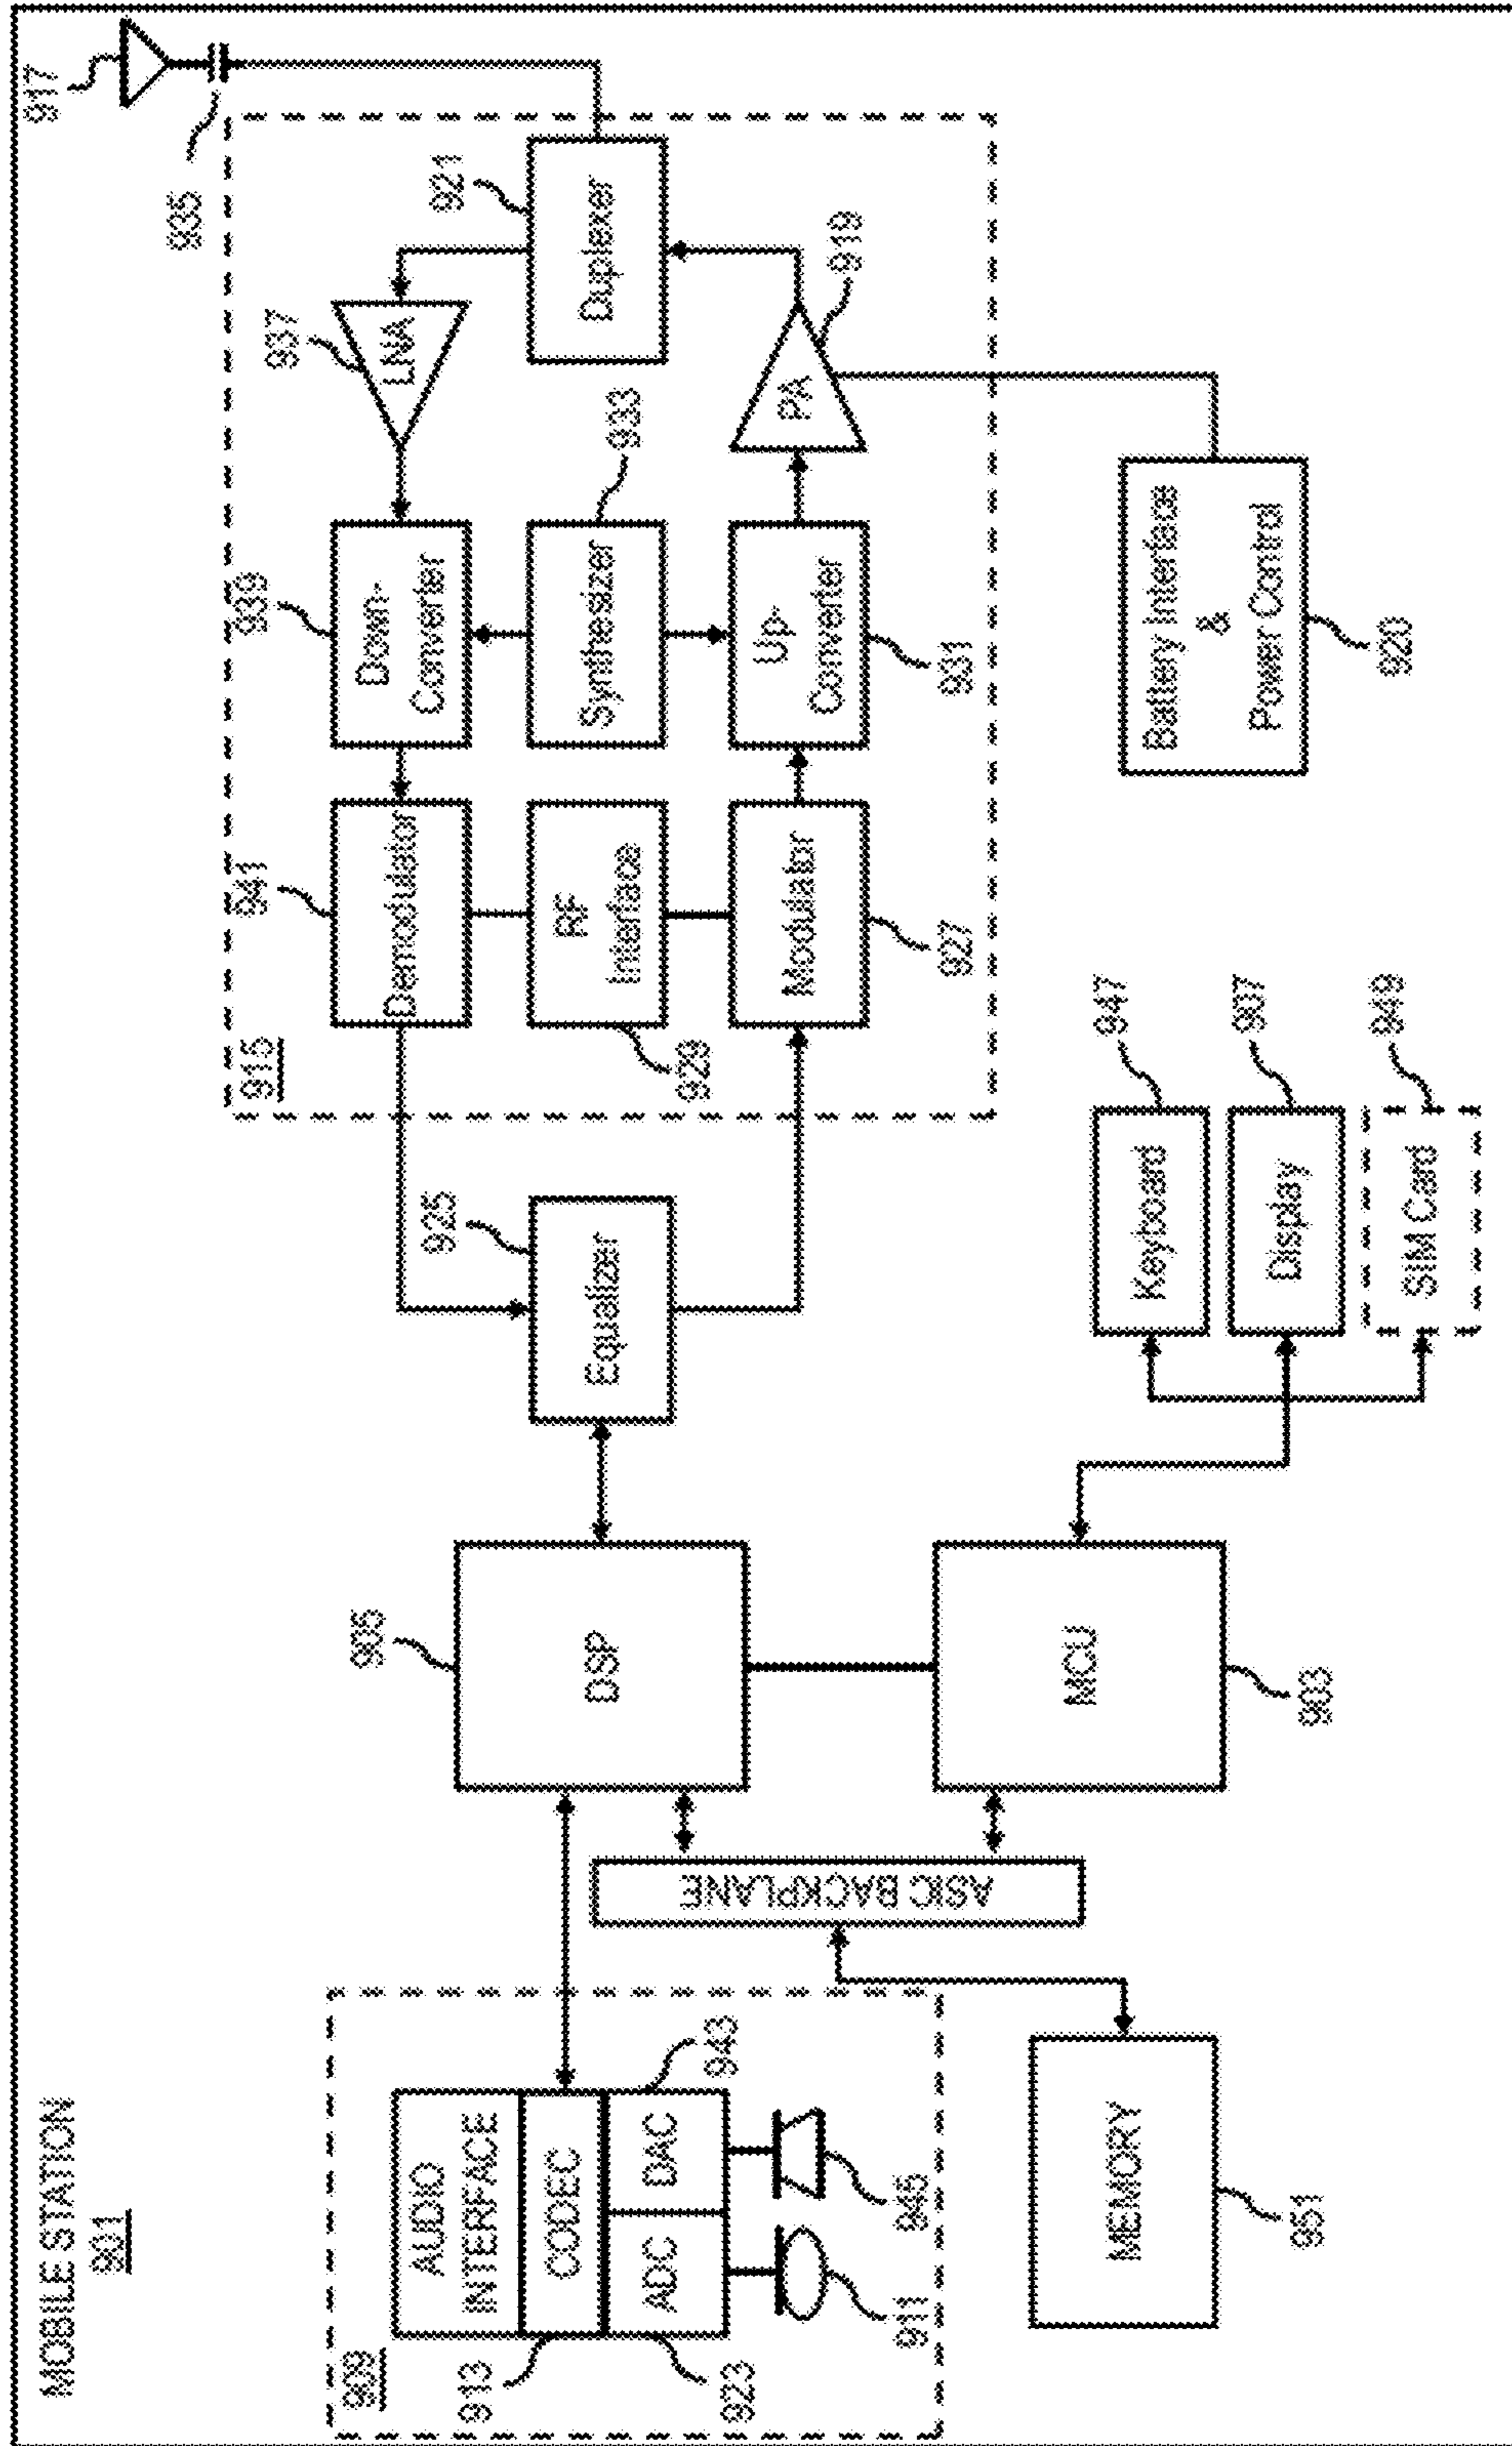 MOBILE STATION
901
909
AUDIO
INTERFACE
CODEC
ADC
DAC
913
923
943
911
945
MEMORY
951
ASIC BACKPLANE
DSP
905
MCU
903
Equalizer
925
915
Demodulator
941
RF
Interface
929
Modulator
927
Down-
Converter
939
Synthesizer
933
Up-
Converter
931
LNA
937
PA
919
Duplexer
921
935
917
Battery Interface
&
Power Control
920
Keyboard
947
Display
907
SIM Card
949